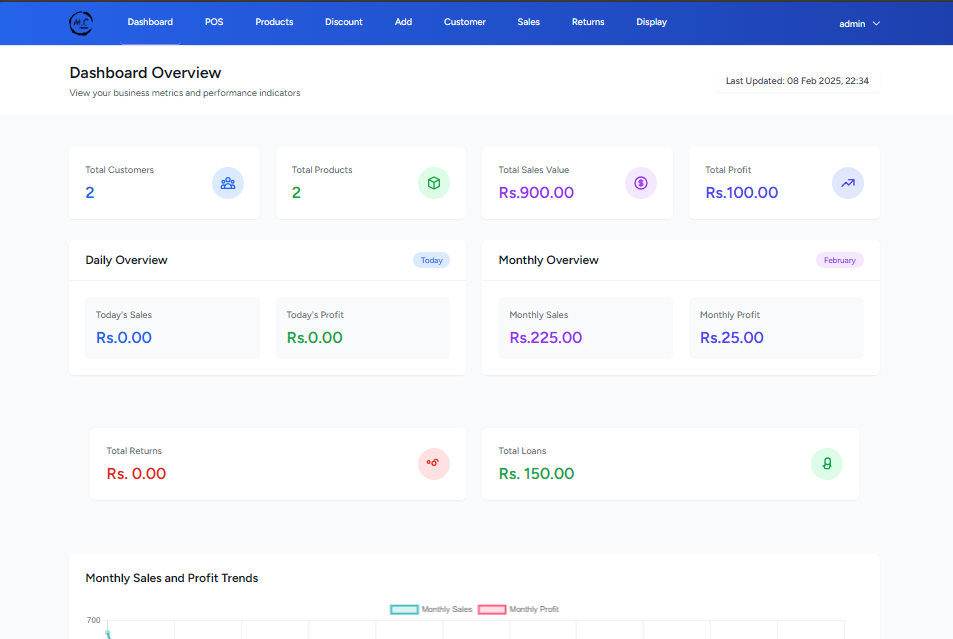 Dashboard POS Products Discount Add Customer Sales Returns Display admin
Dashboard Overview
View your business metrics and performance indicators
Last Updated: 08 Feb 2025, 22:34
Total Customers
2
Total Products
2
Total Sales Value
Rs.900.00
Total Profit
Rs.100.00
Daily Overview
Today
Today's Sales
Rs.0.00
Today's Profit
Rs.0.00
Monthly Overview
February
Monthly Sales
Rs.225.00
Monthly Profit
Rs.25.00
Total Returns
Rs. 0.00
Total Loans
Rs. 150.00
Monthly Sales and Profit Trends
Monthly Sales Monthly Profit
700